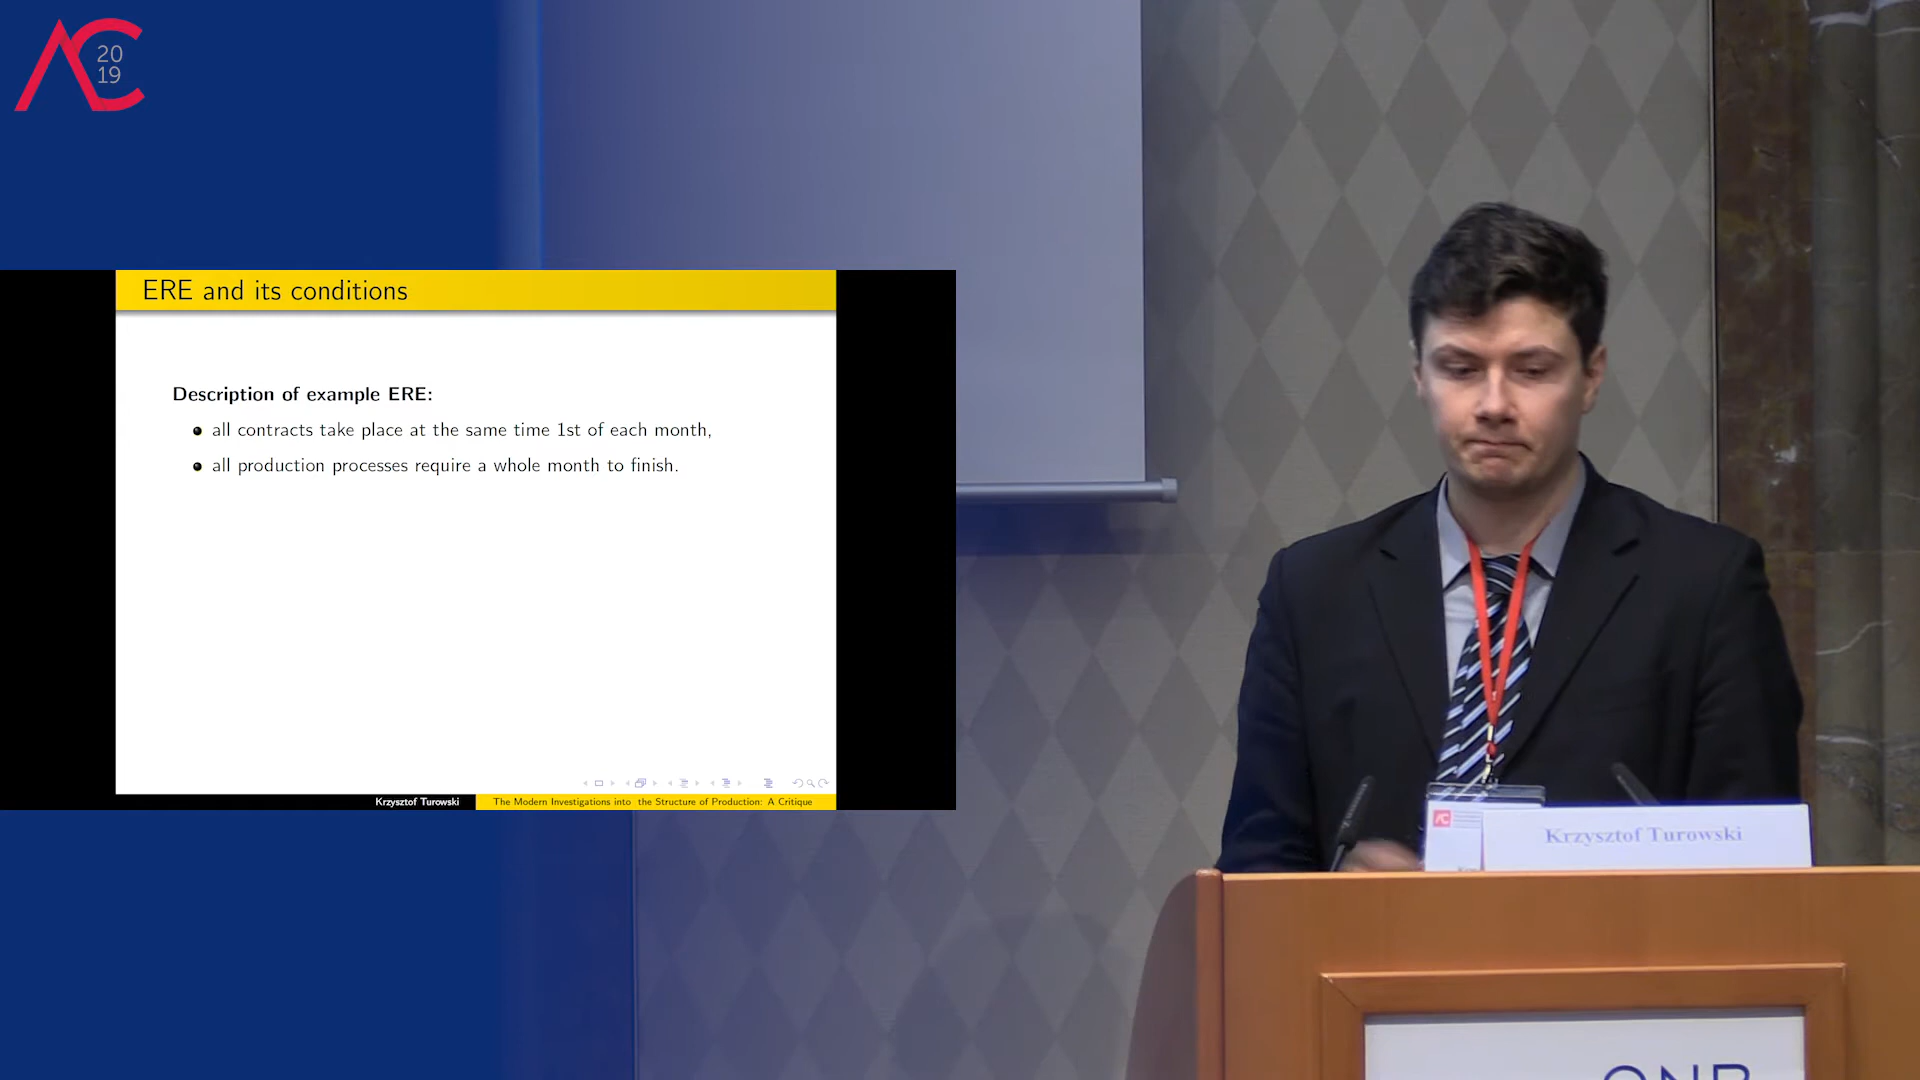 AC
20
19
ERE and its conditions
Description of example ERE:
all contracts take place at the same time 1st of each month,
all production processes require a whole month to finish.
Krzysztof Turowski
The Modern Investigations into the Structure of Production: A Critique
AC
Krzysztof Turowski